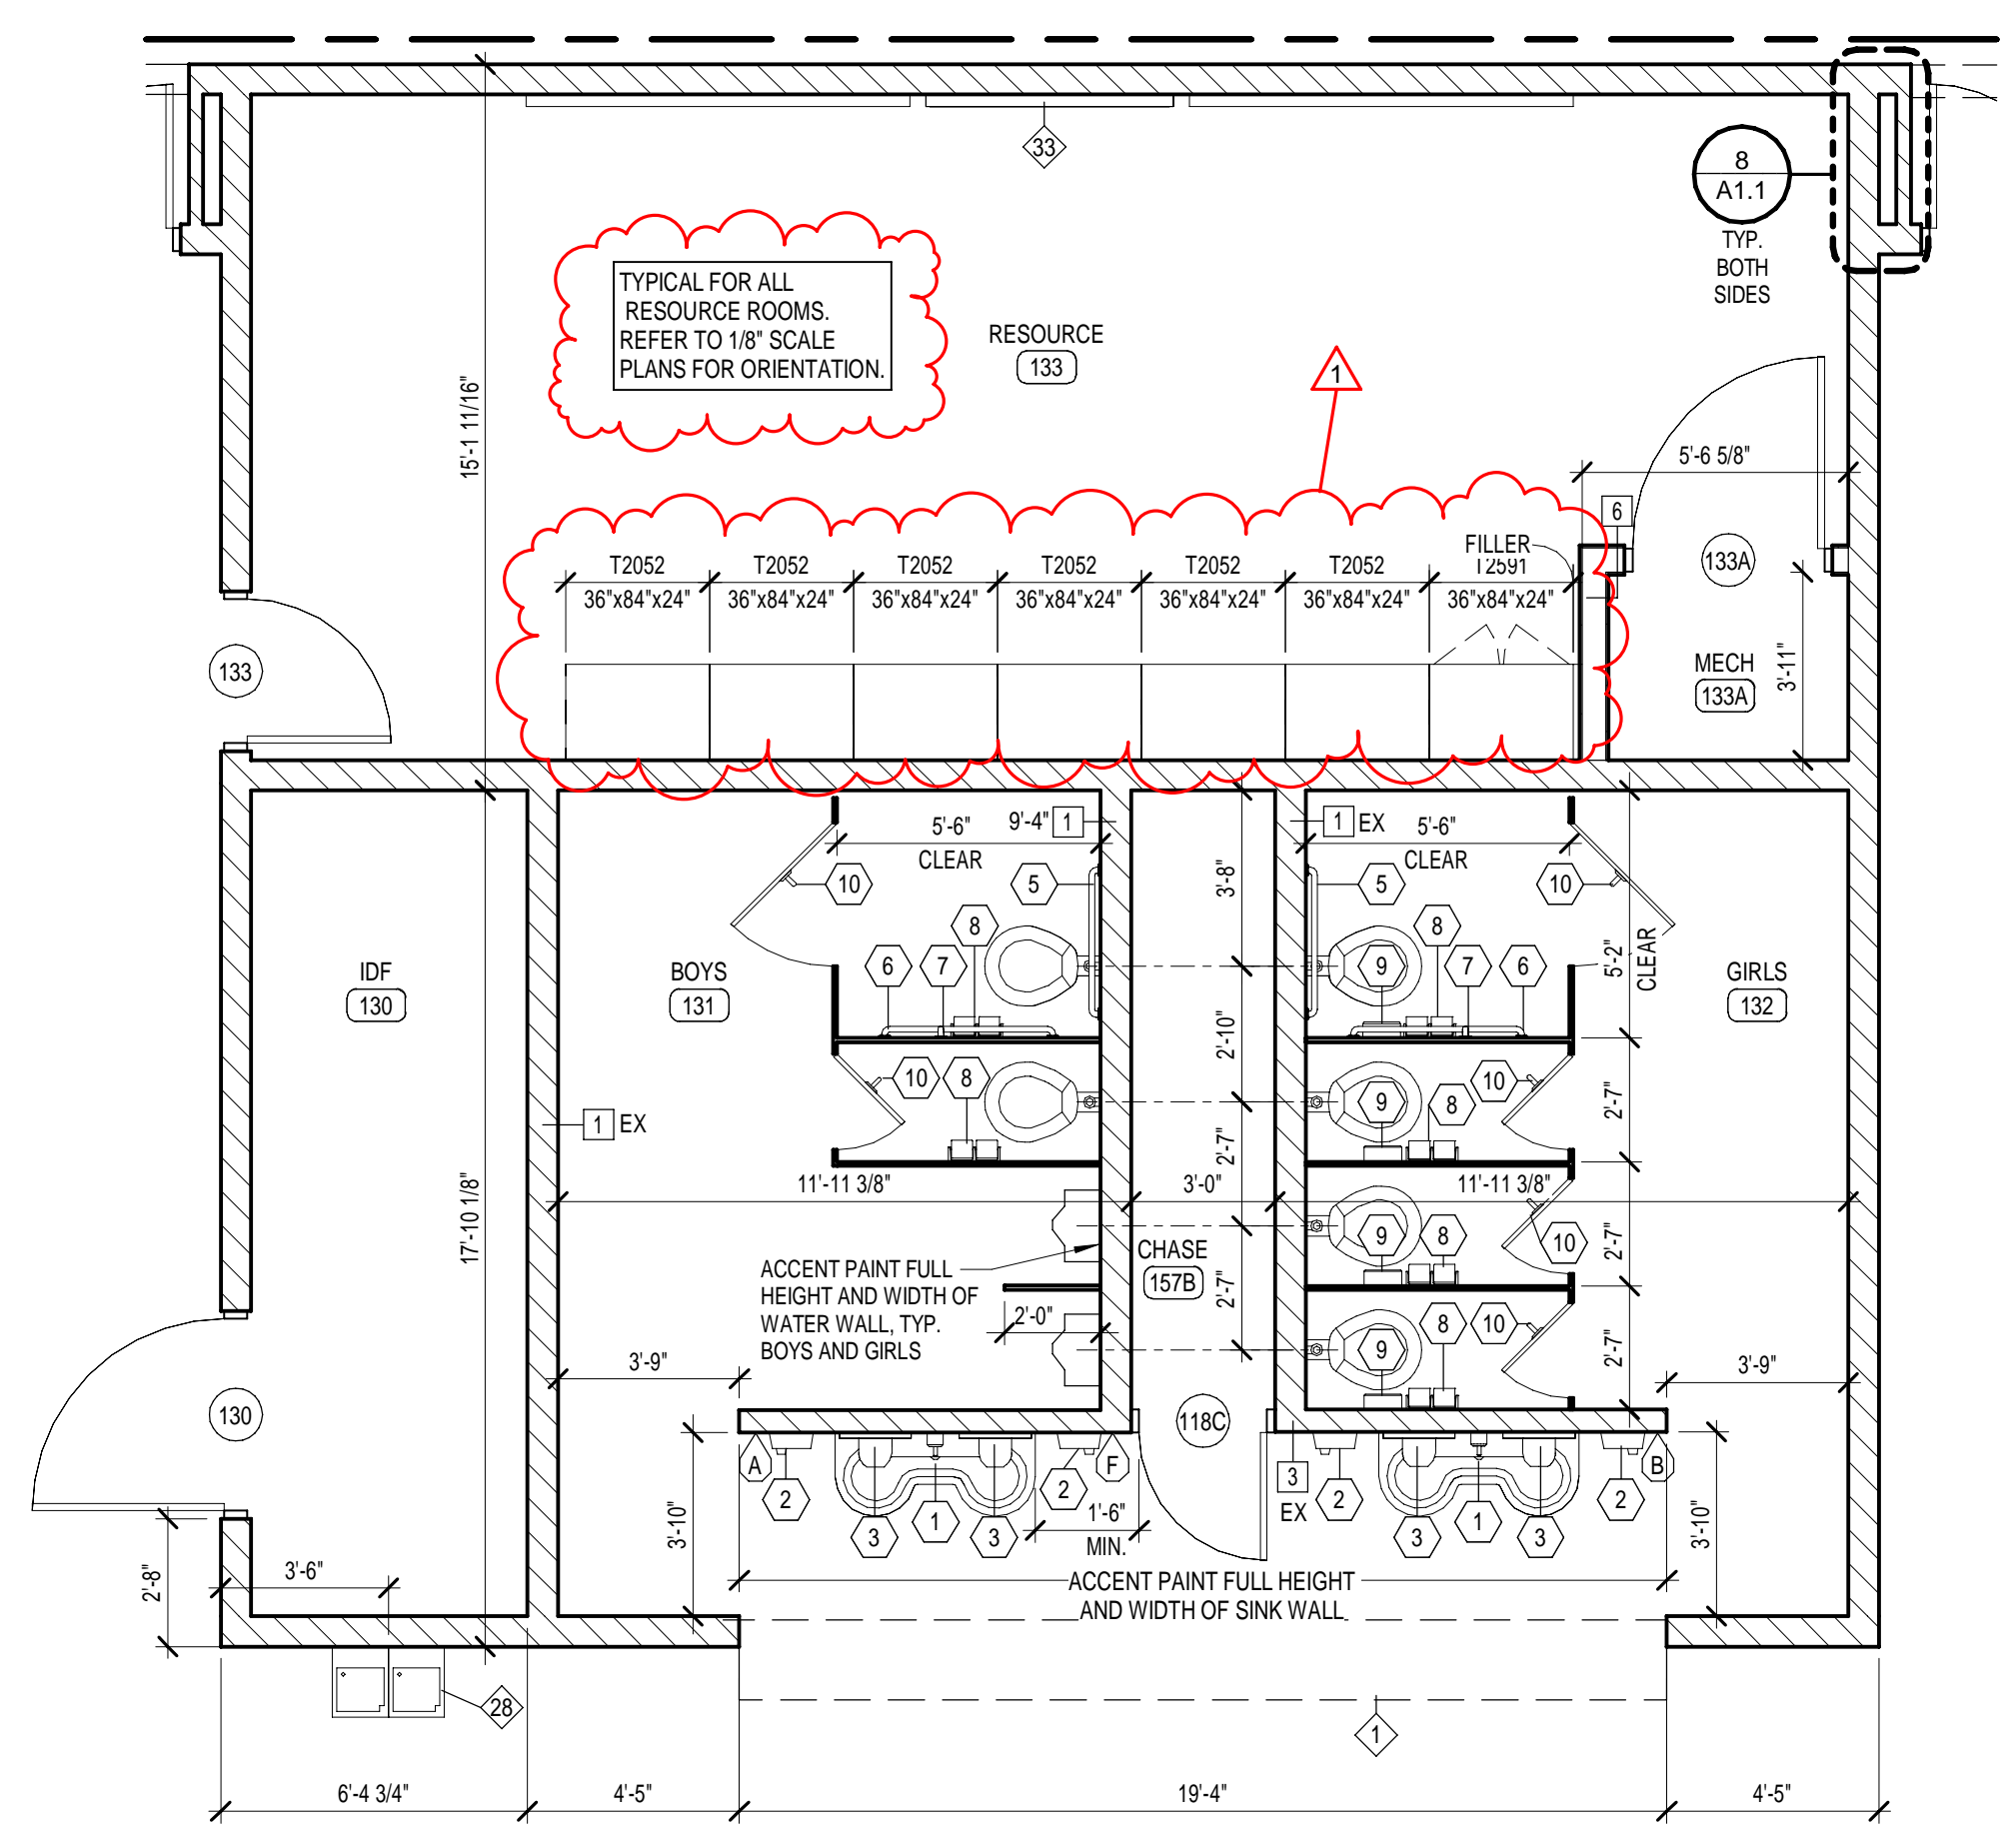 33
8
A1.1
TYP.
BOTH
SIDES
TYPICAL FOR ALL
RESOURCE ROOMS.
REFER TO 1/8" SCALE
PLANS FOR ORIENTATION.
RESOURCE
133
1
15'-1 11/16"
5'-6 5/8"
6
FILLER
T2052
T2052
T2052
T2052
T2052
T2052
T2591
36"x84"x24"
36"x84"x24"
36"x84"x24"
36"x84"x24"
36"x84"x24"
36"x84"x24"
36"x84"x24"
133A
133
MECH
133A
3'-11"
5'-6"
CLEAR
9'-4"
1
1
EX
5'-6"
CLEAR
3'-8"
10
5
5
10
8
8
6
7
9
7
6
5'-2"
CLEAR
IDF
130
BOYS
131
GIRLS
132
2'-10"
10
8
9
8
10
2'-7"
1
EX
2'-7"
11'-11 3/8"
3'-0"
11'-11 3/8"
17'-10 1/8"
9
8
10
2'-7"
CHASE
157B
2'-7"
ACCENT PAINT FULL
HEIGHT AND WIDTH OF
WATER WALL, TYP.
BOYS AND GIRLS
2'-0"
9
8
10
2'-7"
3'-9"
3'-9"
130
118C
A
2
3
1
3
2
F
3
EX
2
3
1
3
2
B
3'-10"
1'-6"
MIN.
3'-10"
2'-8"
3'-6"
ACCENT PAINT FULL HEIGHT
AND WIDTH OF SINK WALL
28
1
6'-4 3/4"
4'-5"
19'-4"
4'-5"